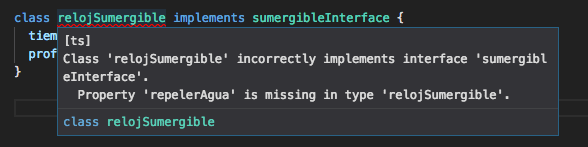 class relojSumergible implements sumergibleInterface {
tiem
prof
}
[ts]
Class 'relojSumergible' incorrectly implements interface 'sumergibl
eInterface'.
Property 'repelerAgua' is missing in type 'relojSumergible'.
class relojSumergible